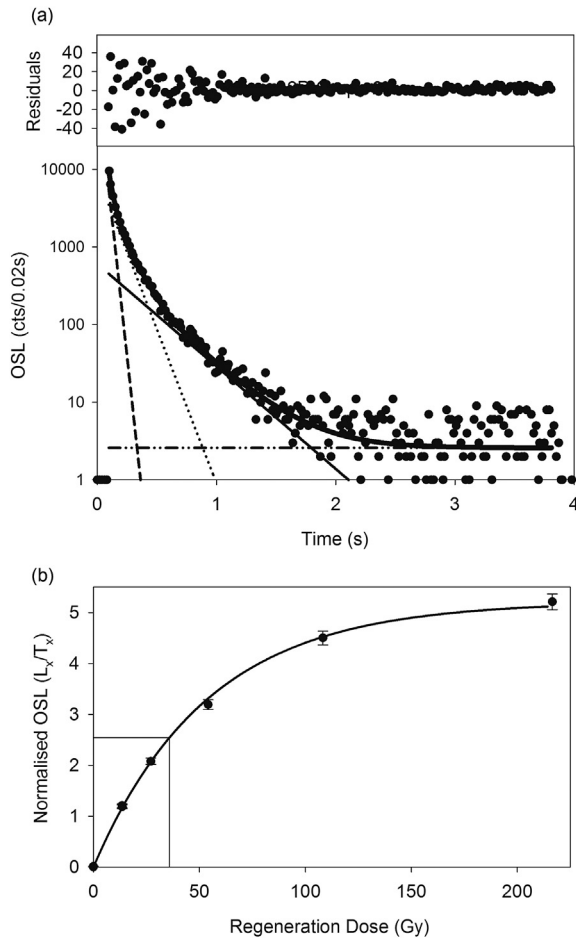 (a)
Residuals
40
20
0
-20
-40
OSL (cts/0.02s)
10000
1000
100
10
1
0 1 2 3 4
Time (s)
(b)
Normalised OSL (Lx/Tx)
5
4
3
2
1
0
0 50 100 150 200
Regeneration Dose (Gy)